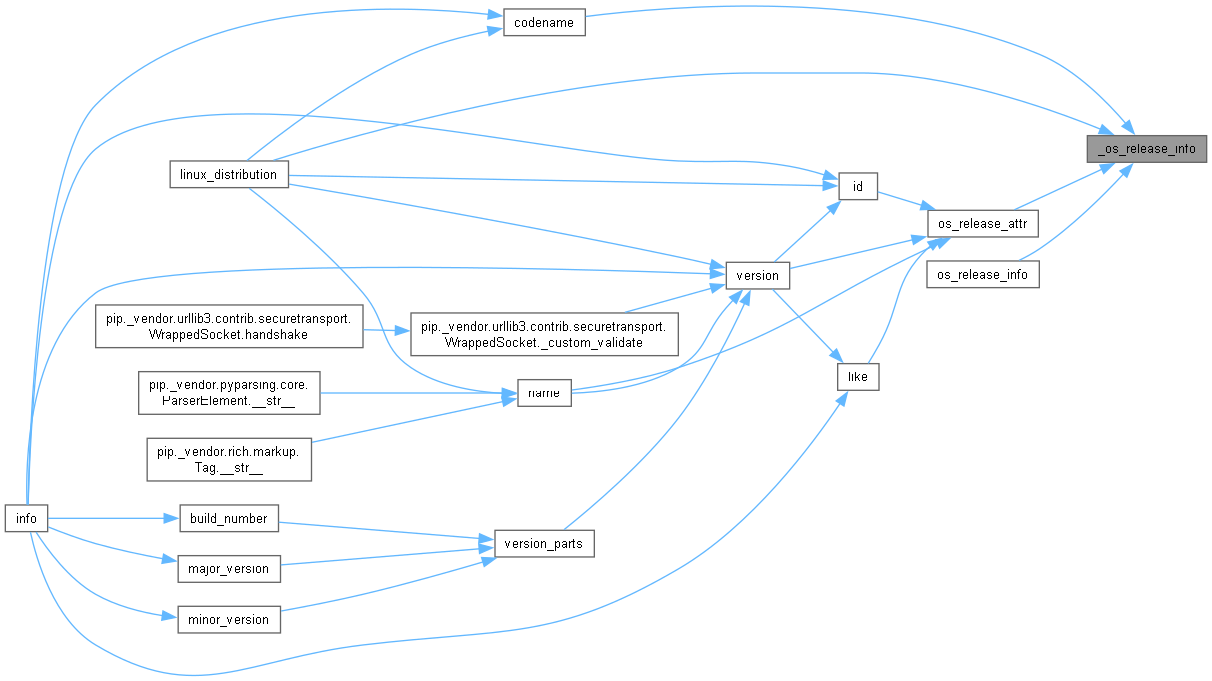 codename
_os_release_info
linux_distribution
id
os_release_attr
version
os_release_info
pip._vendor.urllib3.contrib.securetransport.
WrappedSocket.handshake
pip._vendor.urllib3.contrib.securetransport.
WrappedSocket._custom_validate
like
pip._vendor.pyparsing.core.
ParserElement.__str__
name
pip._vendor.rich.markup.
Tag.__str__
info
build_number
version_parts
major_version
minor_version